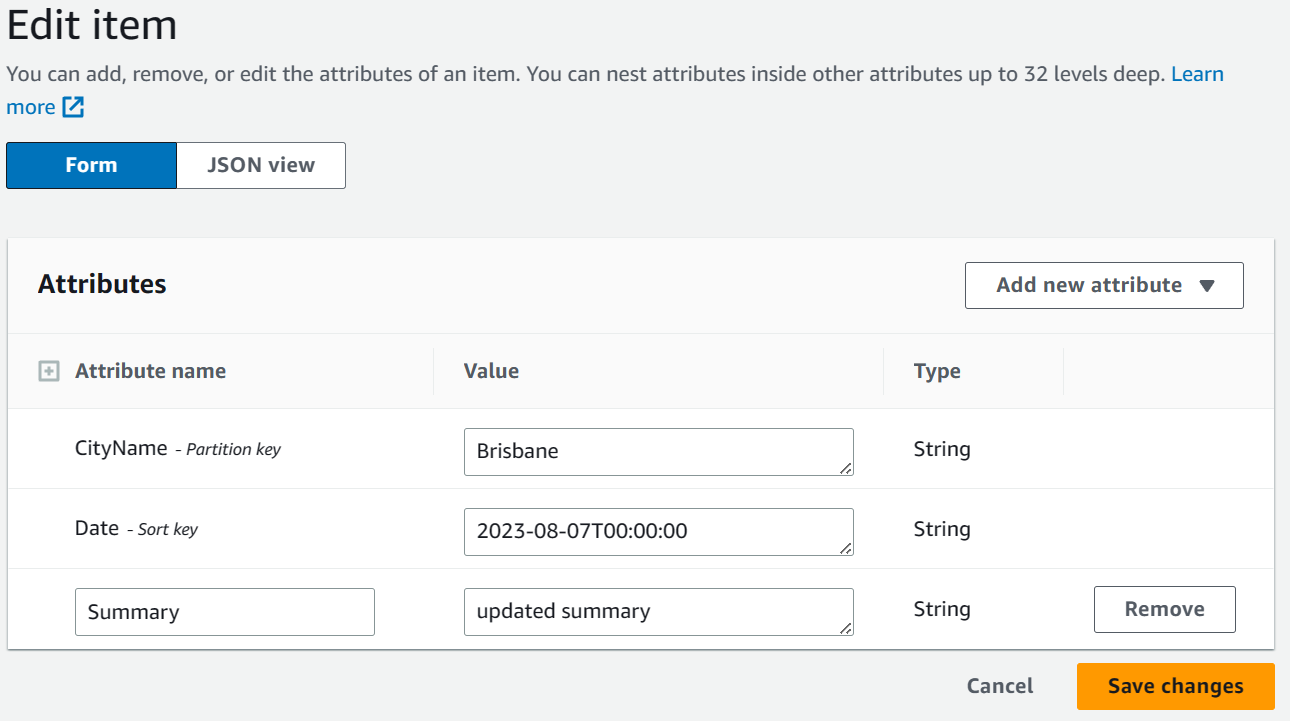 Edit item
You can add, remove, or edit the attributes of an item. You can nest attributes inside other attributes up to 32 levels deep. Learn
more
Form JSON view
Attributes Add new attribute
Attribute name Value Type
CityName - Partition key Brisbane String
Date - Sort key 2023-08-07T00:00:00 String
Summary updated summary String Remove
Cancel Save changes